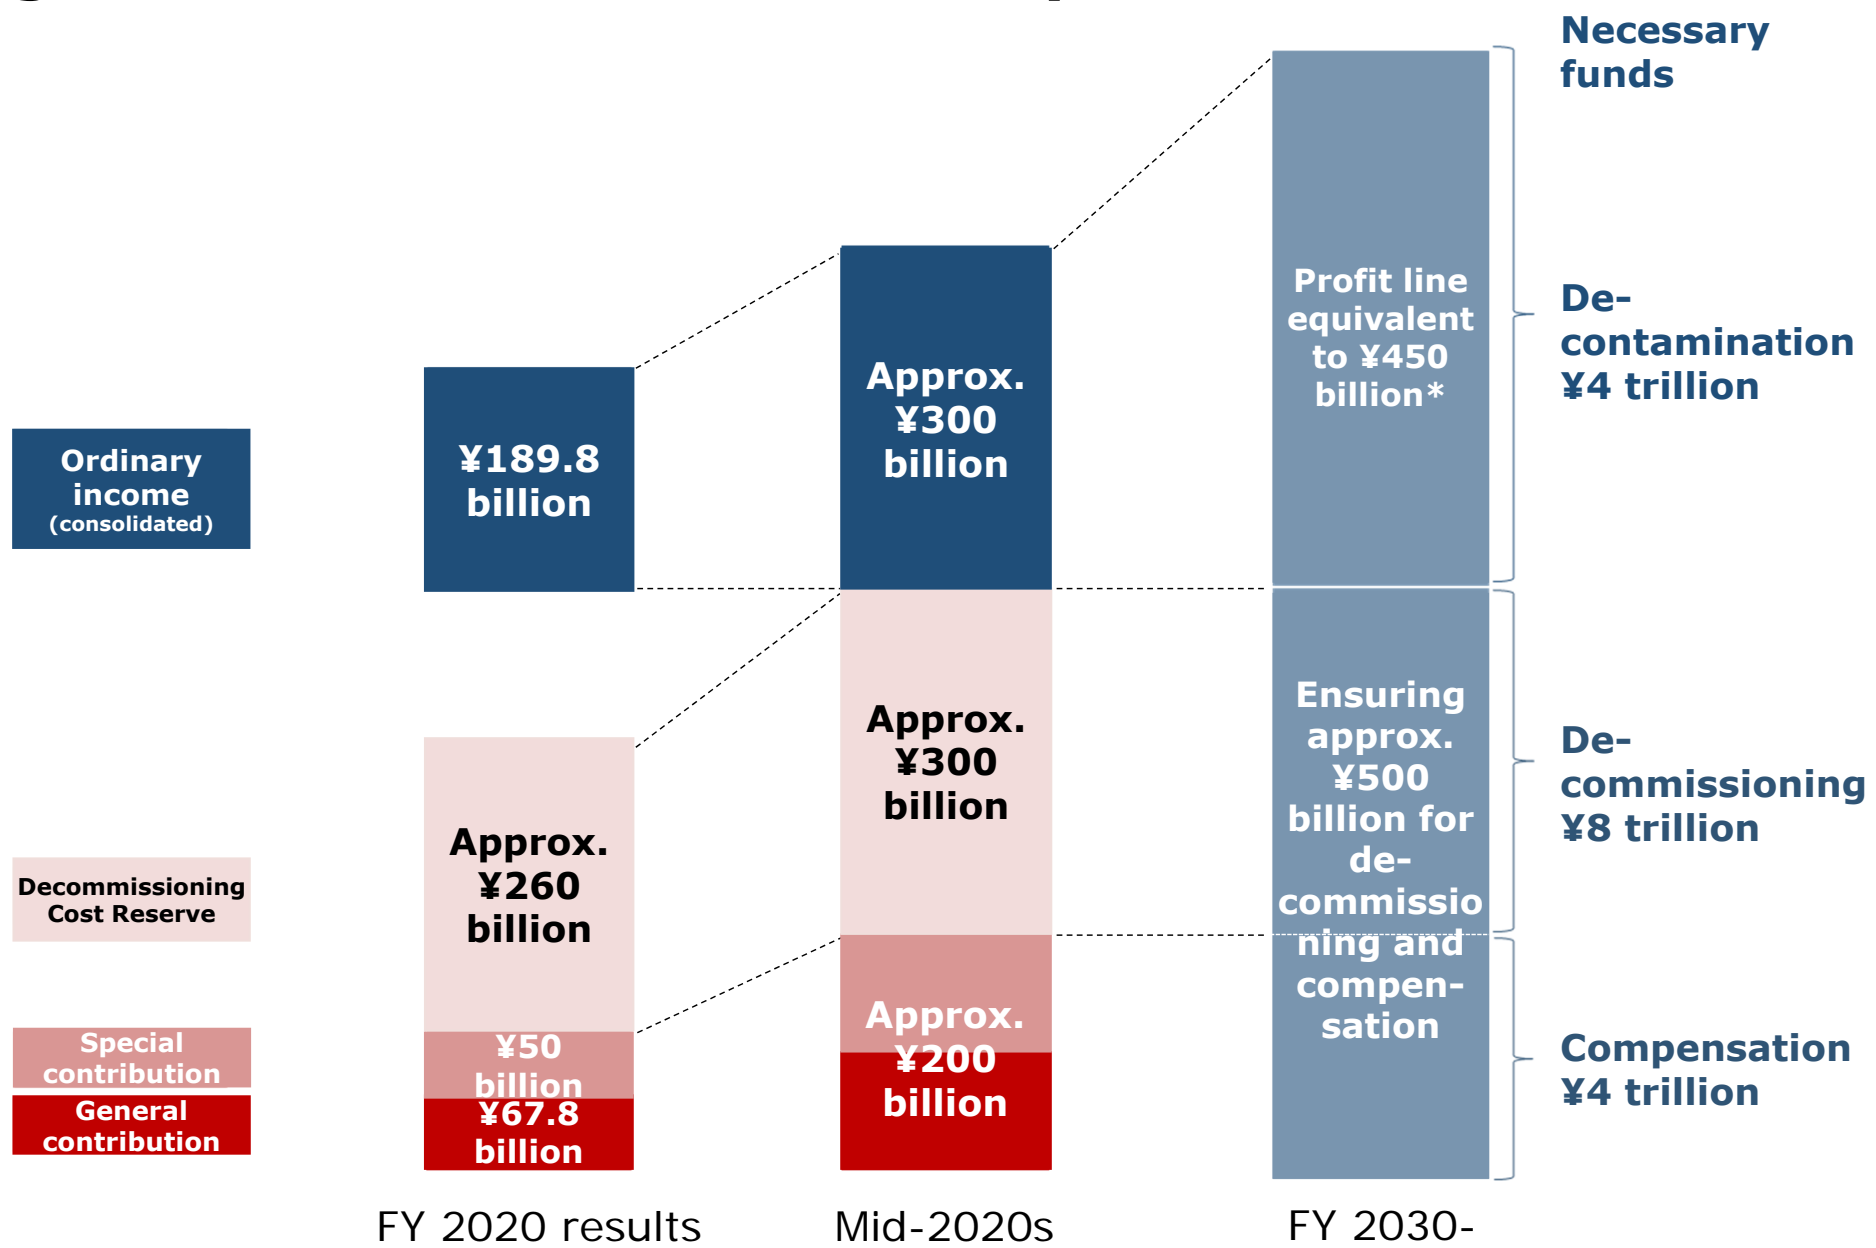 Necessary
funds
Ordinary
income
(consolidated)
Decommissioning
Cost Reserve
Special
contribution
General
contribution
¥189.8
billion
Approx.
¥260
billion
¥50
billion
¥67.8
billion
FY 2020 results
Approx.
¥300
billion
Approx.
¥300
billion
Approx.
¥200
billion
Mid-2020s
Profit line
equivalent
to ¥450
billion*
Ensuring
approx.
¥500
billion for
de-
commissio
ning and
compen-
sation
FY 2030-
De-
contamination
¥4 trillion
De-
commissioning
¥8 trillion
Compensation
¥4 trillion